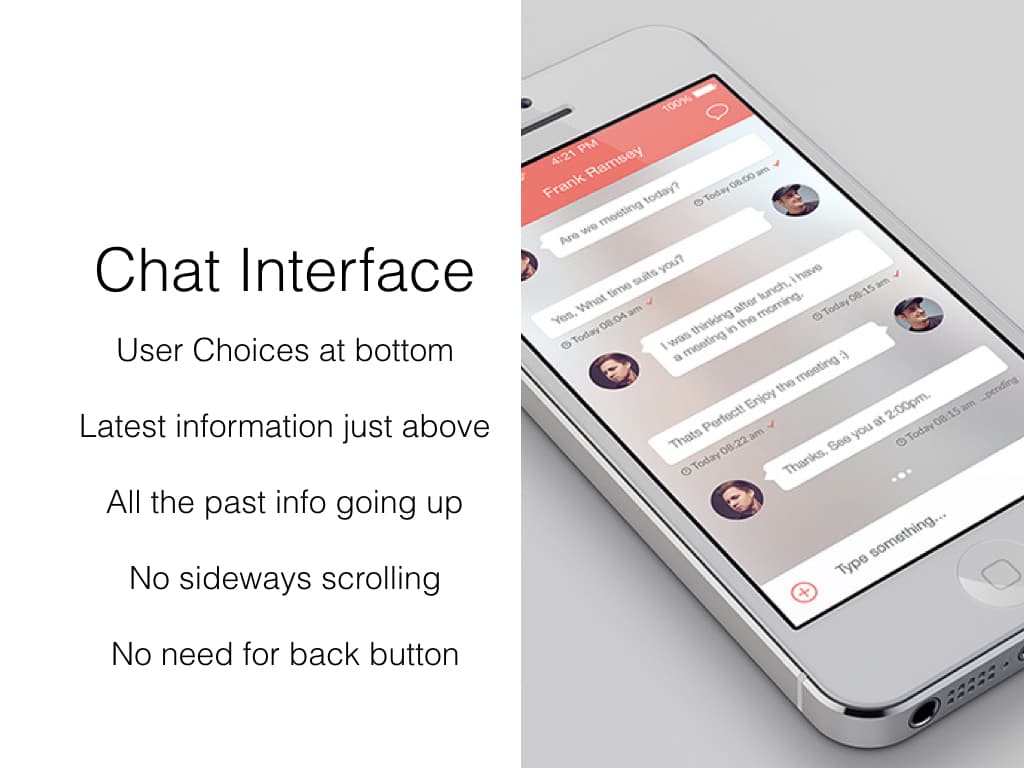 Chat Interface
User Choices at bottom
Latest information just above
All the past info going up
No sideways scrolling
No need for back button
100%
4:21 PM
Frank Ramsey
Are we meeting today?
Today 08:00 am
Yes, What time suits you?
Today 08:04 am
I was thinking after lunch, I have
a meeting in the morning.
Today 08:15 am
Thats Perfect! Enjoy the meeting :)
Today 08:22 am
Thanks. See you at 2:00pm.
Today 08:15 am ...pending
Type something...